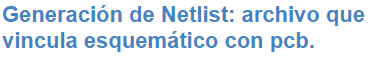 Generación de Netlist: archivo que
vincula esquemático con pcb.